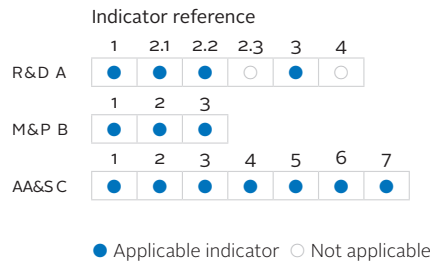 Indicator reference
1 2.1 2.2 2.3 3 4
R&D A
1 2 3
M&P B
1 2 3 4 5 6 7
AA&S C
Applicable indicator Not applicable